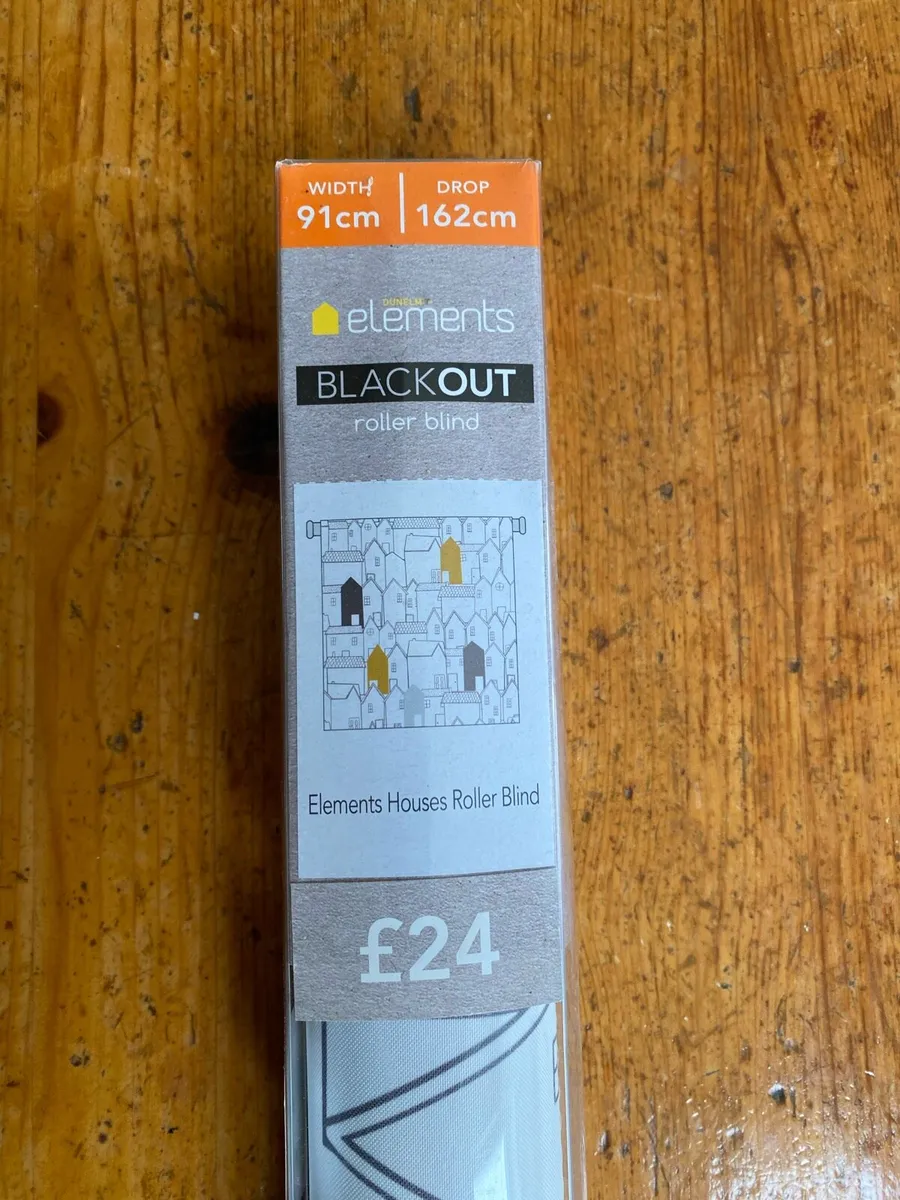 WIDTH | DROP
91cm | 162cm
DUNELM
elements
BLACKOUT
roller blind
Elements Houses Roller Blind
£24